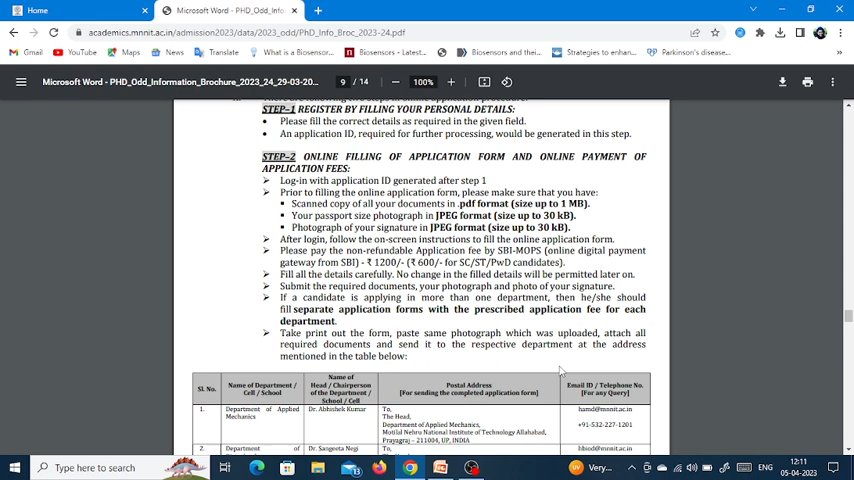 Home
Microsoft Word - PHD_Odd_Infor
academics.mnnit.ac.in/admission2023/data/2023_odd/PhD_Info_Broc_2023-24.pdf
Gmail YouTube Maps News Translate What is a Biosensor... Biosensors - Latest... Biosensors and thei... Strategies to enhan... Parkinson's disease...
Microsoft Word - PHD_Odd_Information_Brochure_2023_24_29-03-20... 9 / 14 100%
There are following two steps in online application procedure.
STEP–1 REGISTER BY FILLING YOUR PERSONAL DETAILS:
Please fill the correct details as required in the given field.
An application ID, required for further processing, would be generated in this step.
STEP–2 ONLINE FILLING OF APPLICATION FORM AND ONLINE PAYMENT OF
APPLICATION FEES:
Log-in with application ID generated after step 1
Prior to filling the online application form, please make sure that you have:
Scanned copy of all your documents in .pdf format (size up to 1 MB).
Your passport size photograph in JPEG format (size up to 30 kB).
Photograph of your signature in JPEG format (size up to 30 kB).
After login, follow the on-screen instructions to fill the online application form.
Please pay the non-refundable Application fee by SBI-MOPS (online digital payment
gateway from SBI) - ₹ 1200/- (₹ 600/- for SC/ST/PwD candidates).
Fill all the details carefully. No change in the filled details will be permitted later on.
Submit the required documents, your photograph and photo of your signature.
If a candidate is applying in more than one department, then he/she should
fill separate application forms with the prescribed application fee for each
department.
Take print out the form, paste same photograph which was uploaded, attach all
required documents and send it to the respective department at the address
mentioned in the table below:
Sl. No. Name of Department / Cell / School Name of Head / Chairperson of the Department / School / Cell Postal Address [For sending the completed application form] Email ID / Telephone No. [For any Query]
1. Department of Applied Mechanics Dr. Abhishek Kumar To, hamd@mnnit.ac.in
The Head,
Department of Applied Mechanics, +91-532-227-1201
Motilal Nehru National Institute of Technology Allahabad,
Prayagraj – 211004, UP, INDIA
2. Department of Dr. Sangeeta Negi To, hbiod@mnnit.ac.in
Type here to search
13
Very...
ENG
12:11
05-04-2023